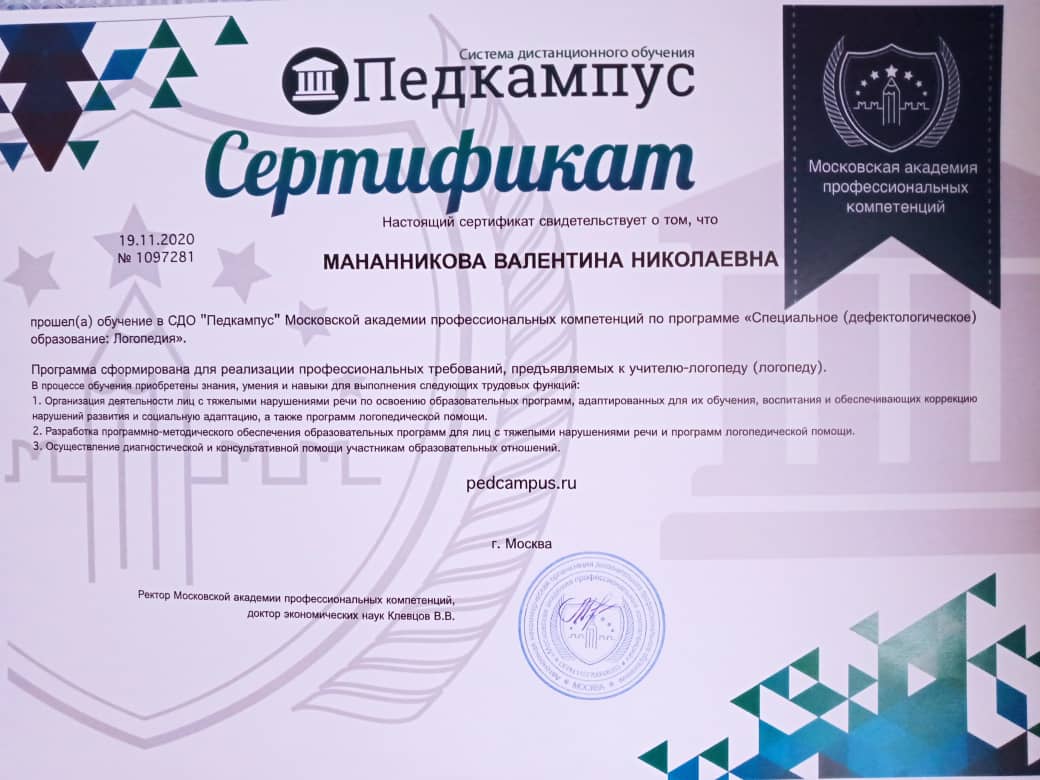 Система дистанционного обучения
Педкампус
Сертификат
Московская академия
профессиональных
компетенций
Настоящий сертификат свидетельствует о том, что
19.11.2020
№ 1097281
МАНАННИКОВА ВАЛЕНТИНА НИКОЛАЕВНА
прошел(а) обучение в СДО "Педкампус" Московской академии профессиональных компетенций по программе «Специальное (дефектологическое)
образование: Логопедия».
Программа сформирована для реализации профессиональных требований, предъявляемых к учителю-логопеду (логопеду).
В процессе обучения приобретены знания, умения и навыки для выполнения следующих трудовых функций:
1. Организация деятельности лиц с тяжелыми нарушениями речи по освоению образовательных программ, адаптированных для их обучения, воспитания и обеспечивающих коррекцию
нарушений развития и социальную адаптацию, а также программ логопедической помощи.
2. Разработка программно-методического обеспечения образовательных программ для лиц с тяжелыми нарушениями речи и программ логопедической помощи.
3. Осуществление диагностической и консультативной помощи участникам образовательных отношений.
pedcampus.ru
г. Москва
Ректор Московской академии профессиональных компетенций,
доктор экономических наук Клевцов В.В.
МОСКВА